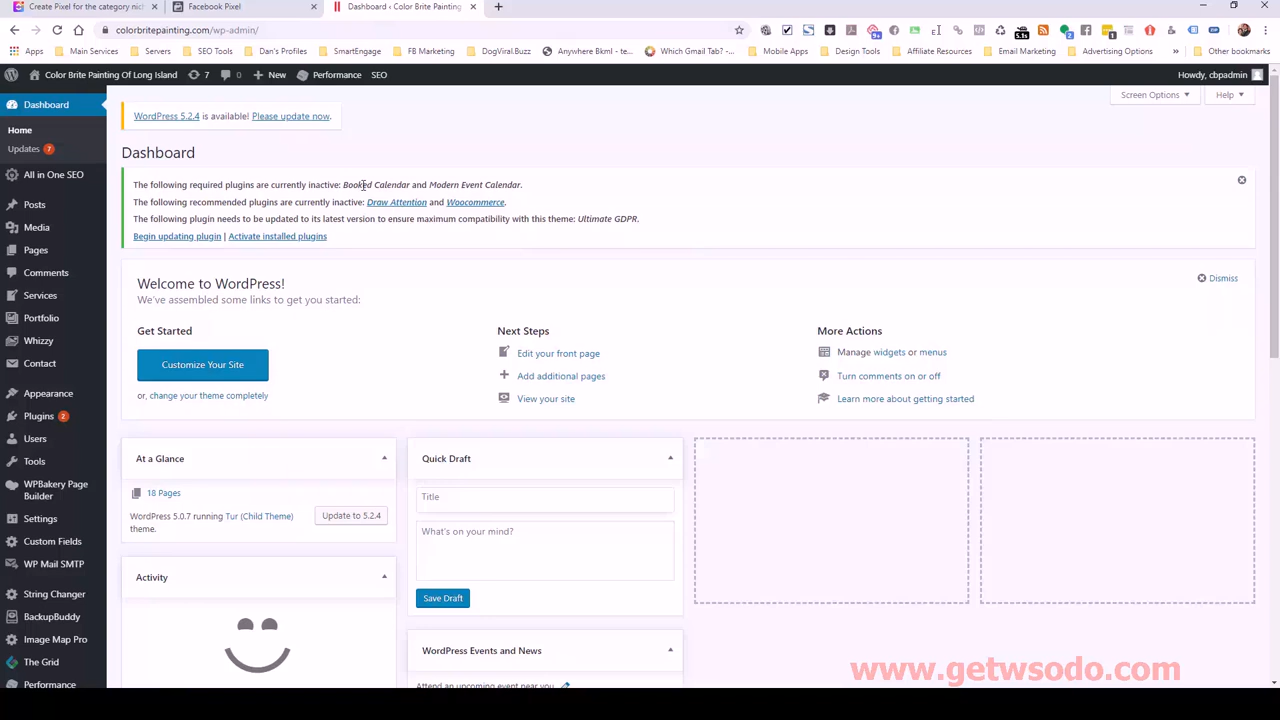 Create Pixel for the category nich ×
Facebook Pixel ×
Dashboard ‹ Color Brite Painting ×
colorbritepainting.com/wp-admin/
Apps Main Services Servers SEO Tools Dan's Profiles SmartEngage FB Marketing DogViral.Buzz Anywhere Bkml - te... Which Gmail Tab? -... Mobile Apps Design Tools Affiliate Resources Email Marketing Advertising Options » Other bookmarks
Color Brite Painting Of Long Island 7 0 + New Performance SEO Howdy, cbpadmin
Screen Options Help
Dashboard
Home
Updates 7
All in One SEO
Posts
Media
Pages
Comments
Services
Portfolio
Whizzy
Contact
Appearance
Plugins 2
Users
Tools
WPBakery Page
Builder
Settings
Custom Fields
WP Mail SMTP
String Changer
BackupBuddy
Image Map Pro
The Grid
Performance
WordPress 5.2.4 is available! Please update now.
Dashboard
The following required plugins are currently inactive: Booked Calendar and Modern Event Calendar.
The following recommended plugins are currently inactive: Draw Attention and Woocommerce.
The following plugin needs to be updated to its latest version to ensure maximum compatibility with this theme: Ultimate GDPR.
Begin updating plugin | Activate installed plugins
Welcome to WordPress!
Dismiss
We've assembled some links to get you started:
Get Started
Customize Your Site
or, change your theme completely
Next Steps
Edit your front page
Add additional pages
View your site
More Actions
Manage widgets or menus
Turn comments on or off
Learn more about getting started
At a Glance
18 Pages
WordPress 5.0.7 running Tur (Child Theme)
theme.
Update to 5.2.4
Activity
Quick Draft
Title
What's on your mind?
Save Draft
WordPress Events and News
Attend an upcoming event near you.
www.getwsodo.com